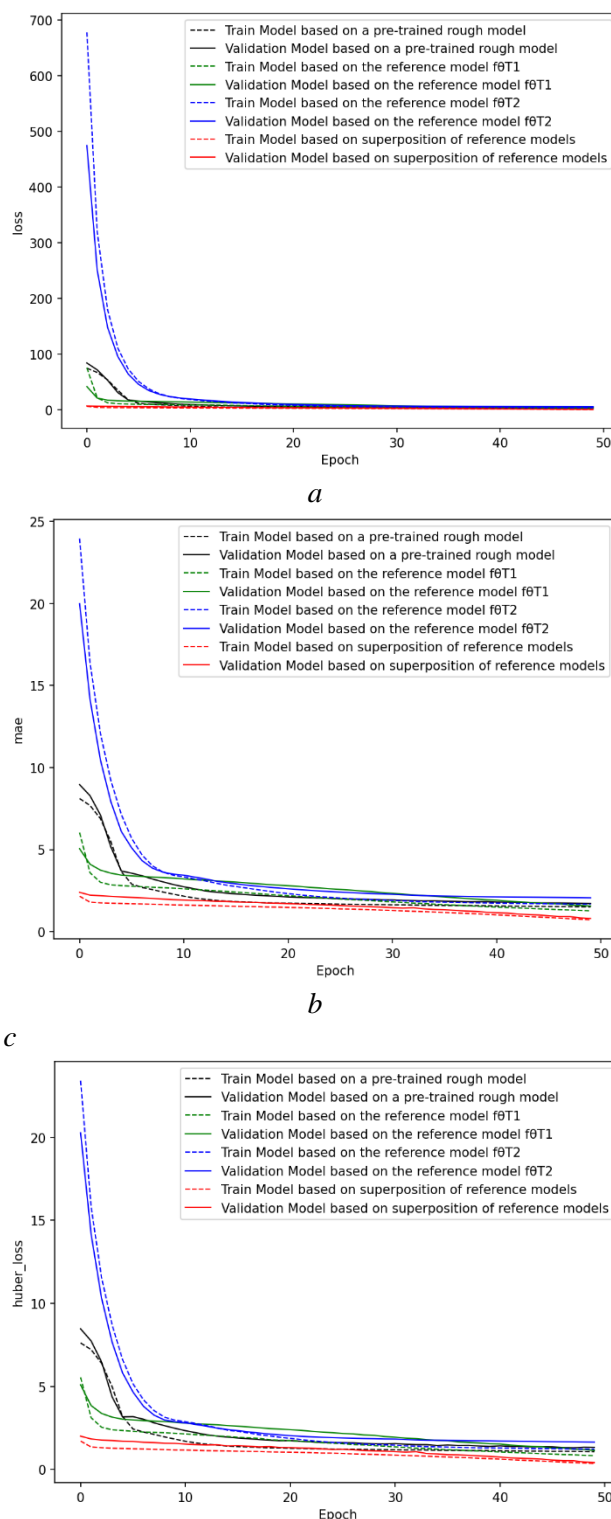 700
600
500
400
300
200
100
0
loss
Train Model based on a pre-trained rough model
Validation Model based on a pre-trained rough model
Train Model based on the reference model fθT1
Validation Model based on the reference model fθT1
Train Model based on the reference model fθT2
Validation Model based on the reference model fθT2
Train Model based on superposition of reference models
Validation Model based on superposition of reference models
0 10 20 30 40 50
Epoch
a
25
20
15
10
5
0
mae
Train Model based on a pre-trained rough model
Validation Model based on a pre-trained rough model
Train Model based on the reference model fθT1
Validation Model based on the reference model fθT1
Train Model based on the reference model fθT2
Validation Model based on the reference model fθT2
Train Model based on superposition of reference models
Validation Model based on superposition of reference models
0 10 20 30 40 50
Epoch
b
c
20
15
10
5
0
huber_loss
Train Model based on a pre-trained rough model
Validation Model based on a pre-trained rough model
Train Model based on the reference model fθT1
Validation Model based on the reference model fθT1
Train Model based on the reference model fθT2
Validation Model based on the reference model fθT2
Train Model based on superposition of reference models
Validation Model based on superposition of reference models
0 10 20 30 40 50
Epoch